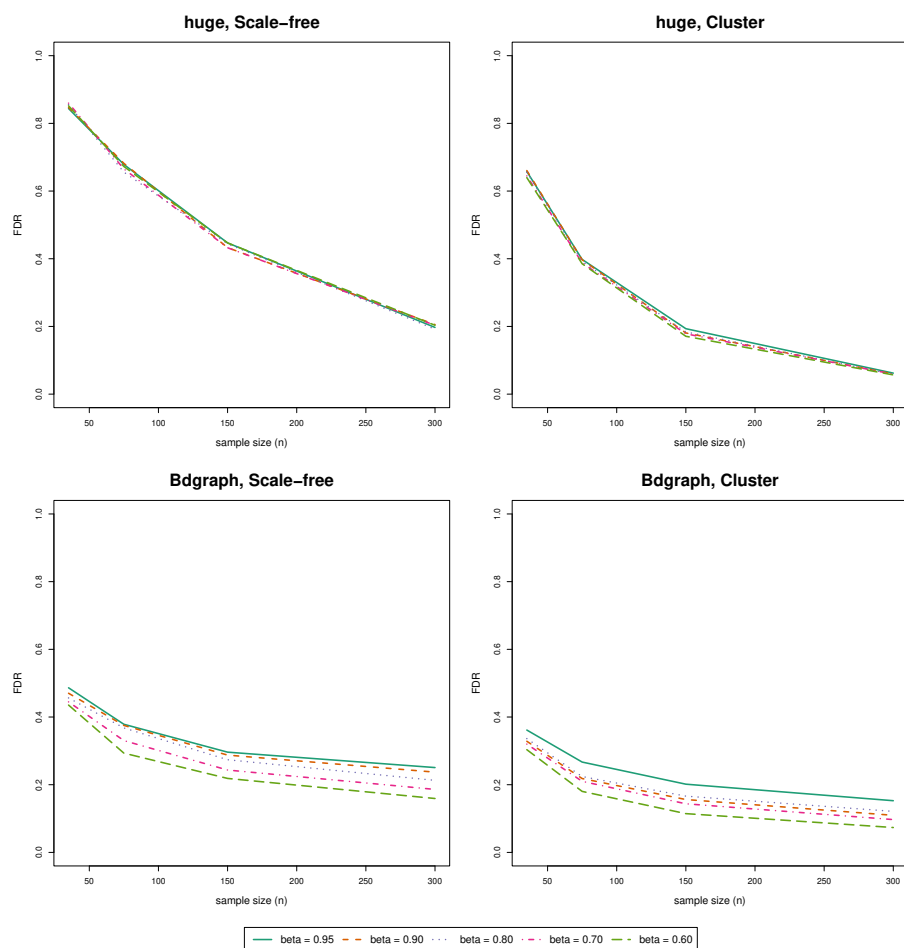 huge, Scale−free
FDR
0.0 0.2 0.4 0.6 0.8 1.0
50 100 150 200 250 300
sample size (n)
huge, Cluster
FDR
0.0 0.2 0.4 0.6 0.8 1.0
50 100 150 200 250 300
sample size (n)
Bdgraph, Scale−free
FDR
0.0 0.2 0.4 0.6 0.8 1.0
50 100 150 200 250 300
sample size (n)
Bdgraph, Cluster
FDR
0.0 0.2 0.4 0.6 0.8 1.0
50 100 150 200 250 300
sample size (n)
beta = 0.95 beta = 0.90 beta = 0.80 beta = 0.70 beta = 0.60